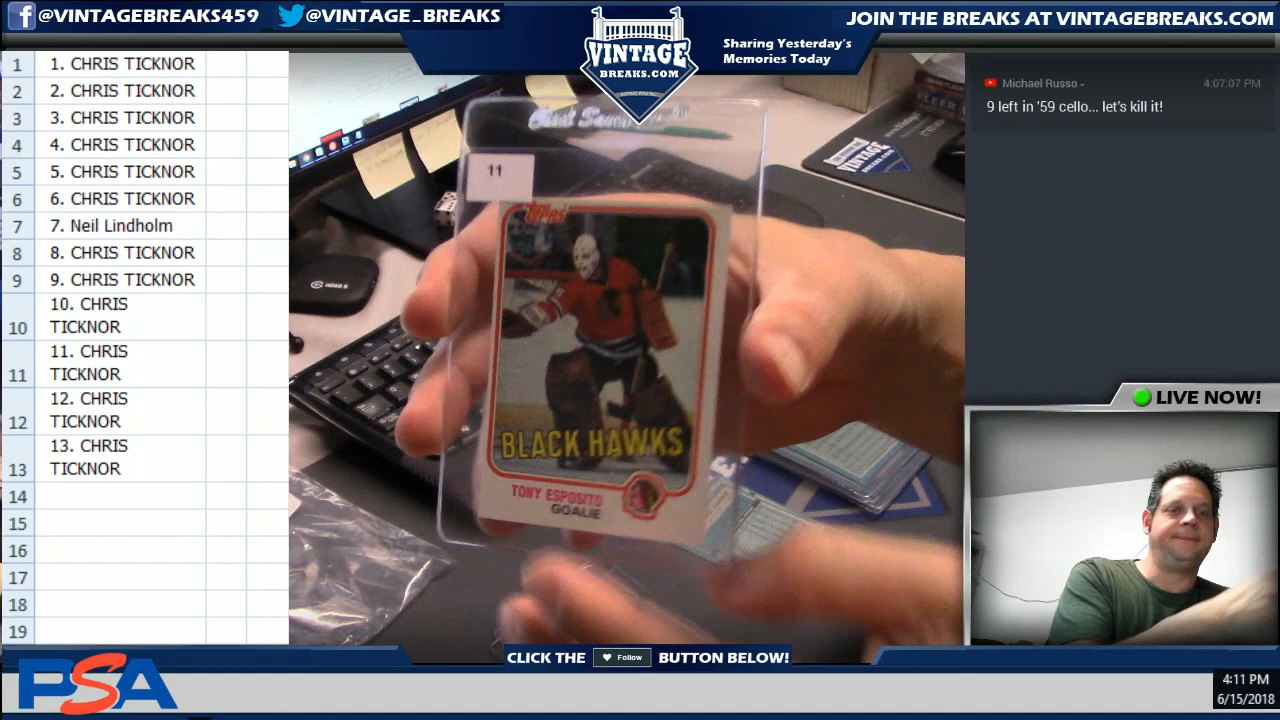 @VINTAGEBREAKS459
@VINTAGE_BREAKS
VINTAGE
BREAKS.COM
Sharing Yesterday's
Memories Today
JOIN THE BREAKS AT VINTAGEBREAKS.COM
1 1. CHRIS TICKNOR
2 2. CHRIS TICKNOR
3 3. CHRIS TICKNOR
4 4. CHRIS TICKNOR
5 5. CHRIS TICKNOR
6 6. CHRIS TICKNOR
7 7. Neil Lindholm
8 8. CHRIS TICKNOR
9 9. CHRIS TICKNOR
10. CHRIS
10 TICKNOR
11. CHRIS
11 TICKNOR
12. CHRIS
12 TICKNOR
13. CHRIS
13 TICKNOR
14
15
16
17
18
19
11
TOPPS
BLACK HAWKS
TONY ESPOSITO
GOALIE
Michael Russo
4:07:07 PM
9 left in '59 cello... let's kill it!
LIVE NOW!
CLICK THE Follow BUTTON BELOW!
PSA
4:11 PM
6/15/2018